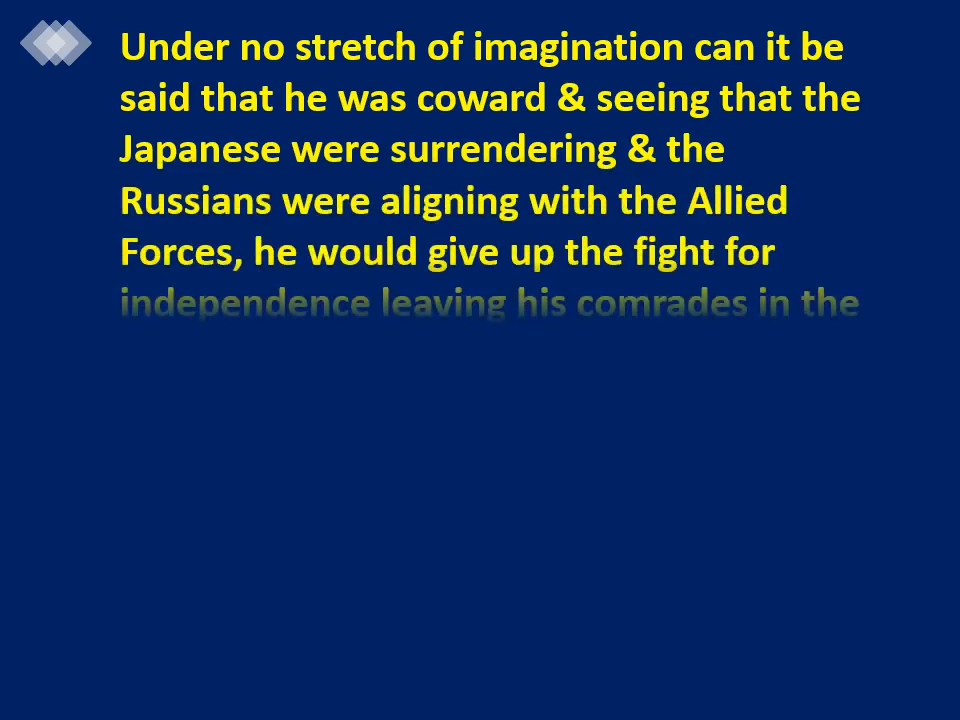 Under no stretch of imagination can it be
said that he was coward & seeing that the
Japanese were surrendering & the
Russians were aligning with the Allied
Forces, he would give up the fight for
independence leaving his comrades in the